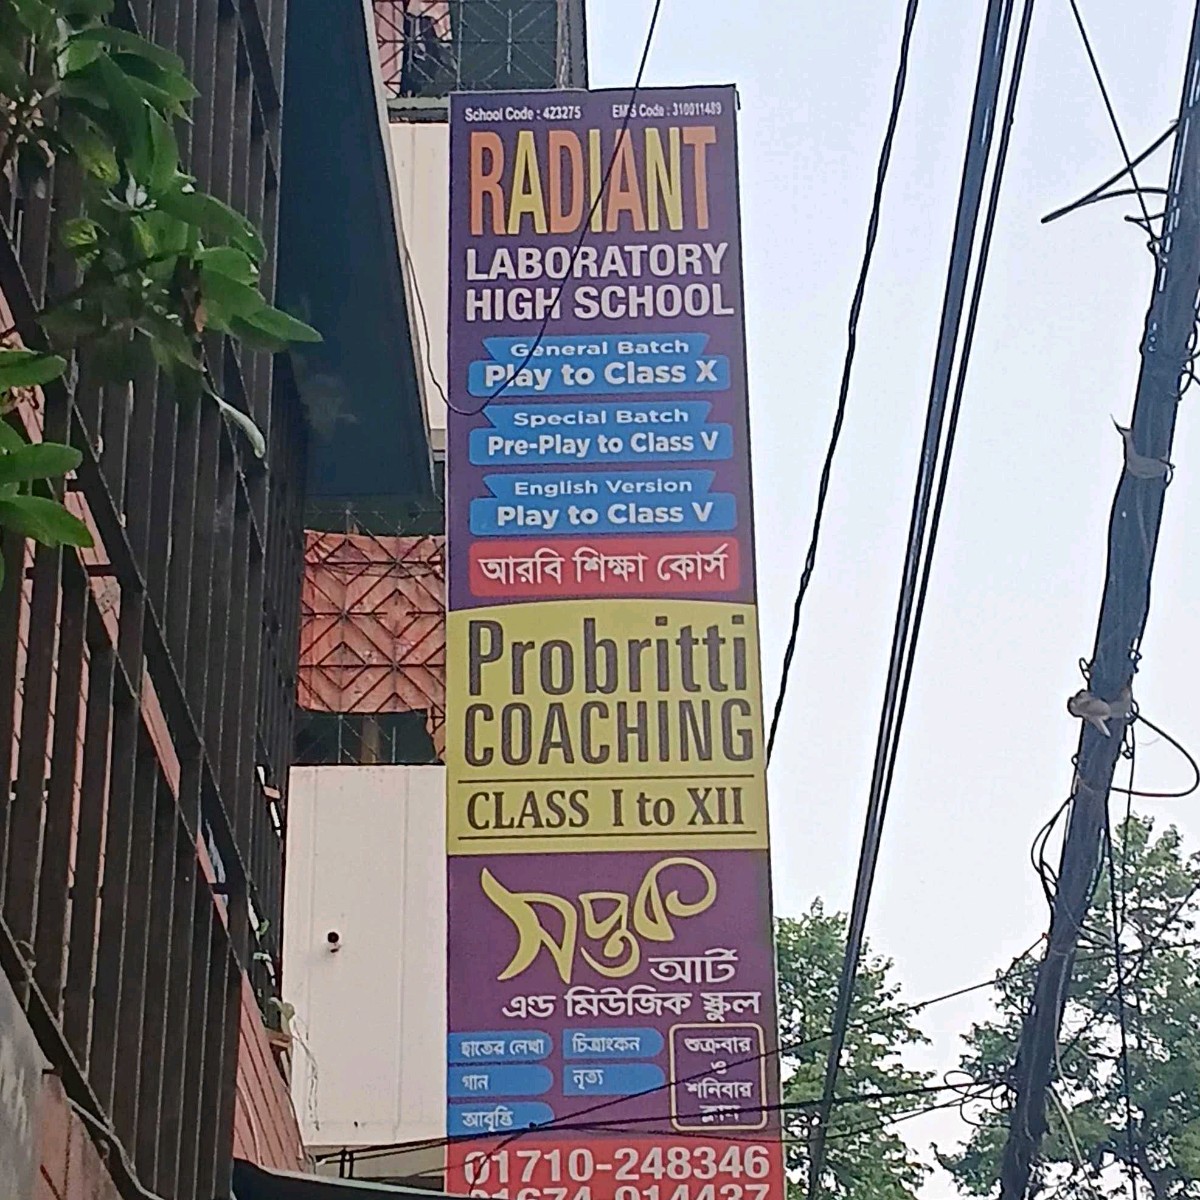 School Code : 423275 EMIS Code : 310011489
RADIANT
LABORATORY
HIGH SCHOOL
General Batch
Play to Class X
Special Batch
Pre-Play to Class V
English Version
Play to Class V
আরবি শিক্ষা কোর্স
Probritti
COACHING
CLASS I to XII
সপ্তক
আর্ট
এন্ড মিউজিক স্কুল
হাতের লেখা চিত্রাংকন
গান নৃত্য
আবৃত্তি
শুক্রবার
ও
শনিবার
ক্লাস
01710-248346